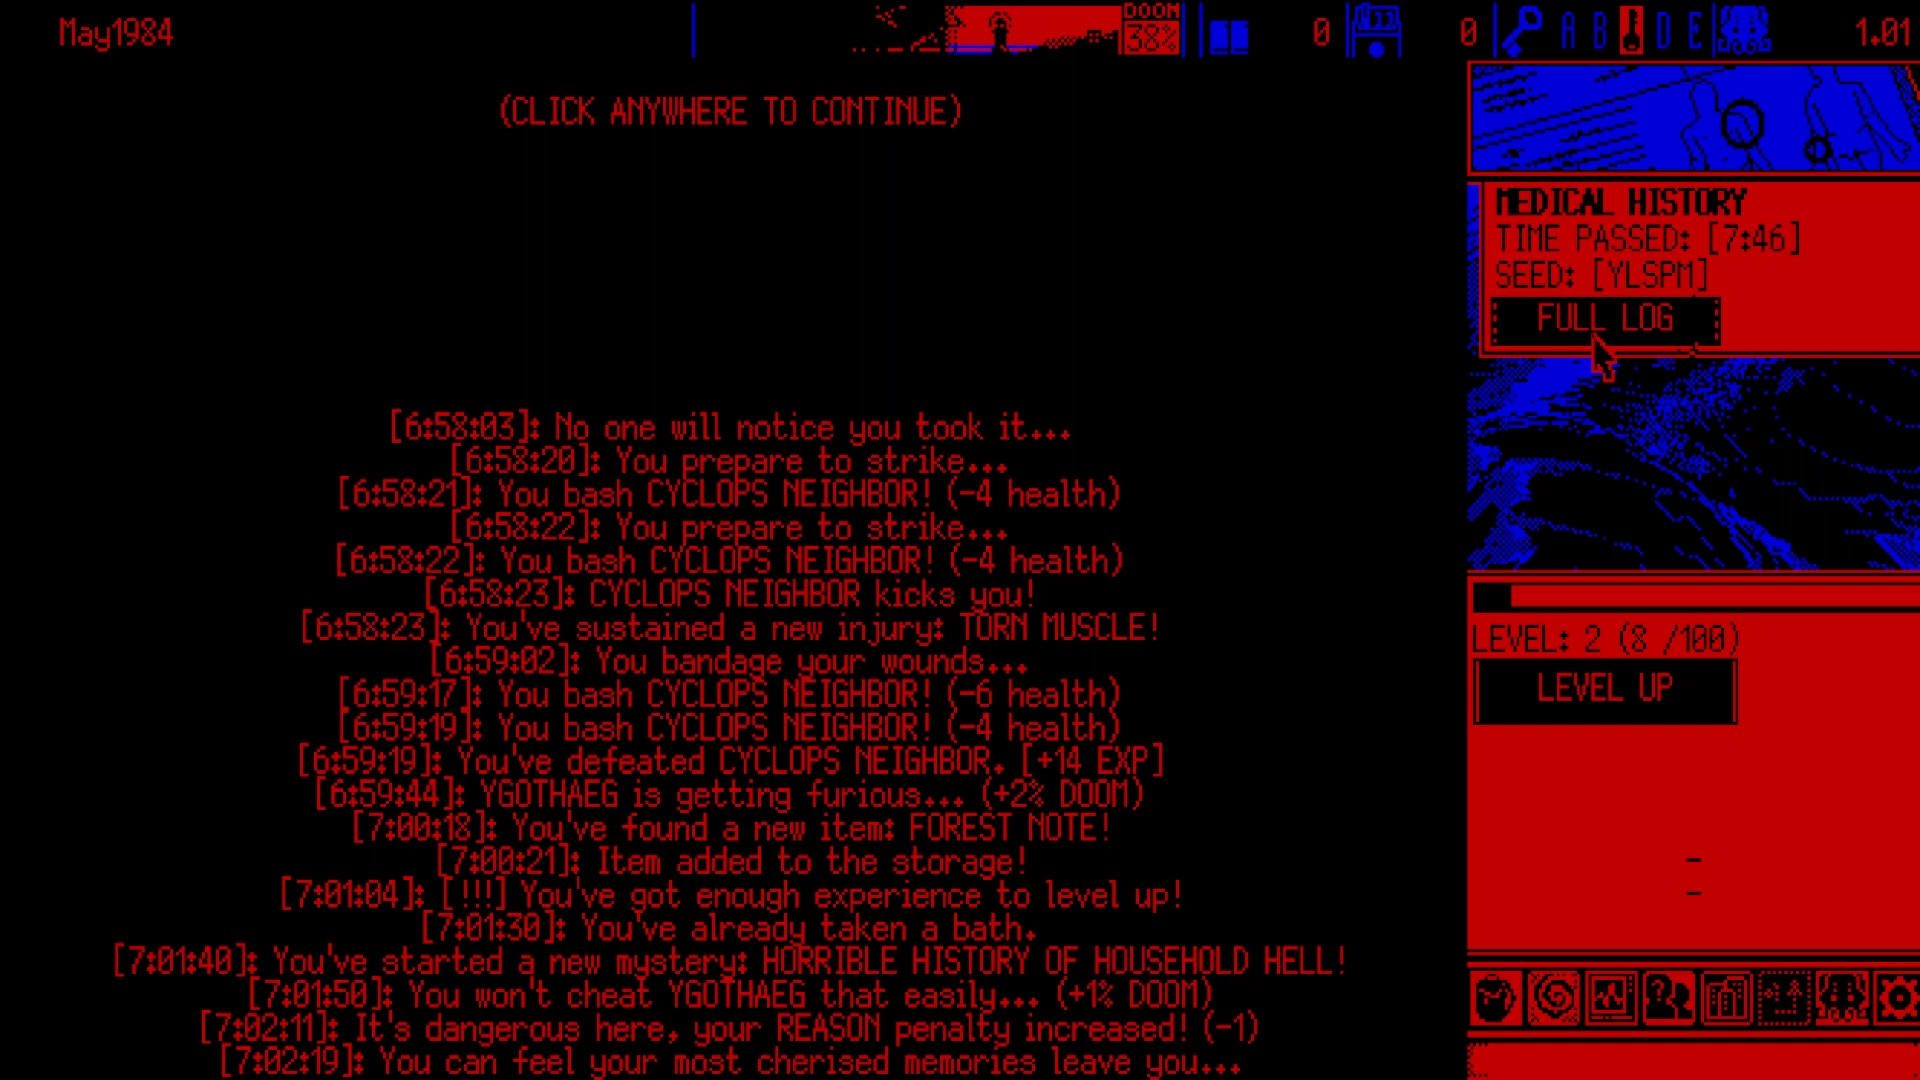 May1984
DOOM
38%
0
0
A B D E
1.01
(CLICK ANYWHERE TO CONTINUE)
MEDICAL HISTORY
TIME PASSED: [7:46]
SEED: [YLSPM]
FULL LOG
[6:58:03]: No one will notice you took it...
[6:58:20]: You prepare to strike...
[6:58:21]: You bash CYCLOPS NEIGHBOR! (-4 health)
[6:58:22]: You prepare to strike...
[6:58:22]: You bash CYCLOPS NEIGHBOR! (-4 health)
[6:58:23]: CYCLOPS NEIGHBOR kicks you!
[6:58:23]: You've sustained a new injury: TORN MUSCLE!
[6:59:02]: You bandage your wounds...
[6:59:17]: You bash CYCLOPS NEIGHBOR! (-6 health)
[6:59:19]: You bash CYCLOPS NEIGHBOR! (-4 health)
[6:59:19]: You've defeated CYCLOPS NEIGHBOR. [+14 EXP]
[6:59:44]: YGOTHAEG is getting furious... (+2% DOOM)
[7:00:18]: You've found a new item: FOREST NOTE!
[7:00:21]: Item added to the storage!
[7:01:04]: [!!!] You've got enough experience to level up!
[7:01:30]: You've already taken a bath.
[7:01:40]: You've started a new mystery: HORRIBLE HISTORY OF HOUSEHOLD HELL!
[7:01:50]: You won't cheat YGOTHAEG that easily... (+1% DOOM)
[7:02:11]: It's dangerous here, your REASON penalty increased! (-1)
[7:02:19]: You can feel your most cherised memories leave you...
LEVEL: 2 (8 /100)
LEVEL UP
-
-